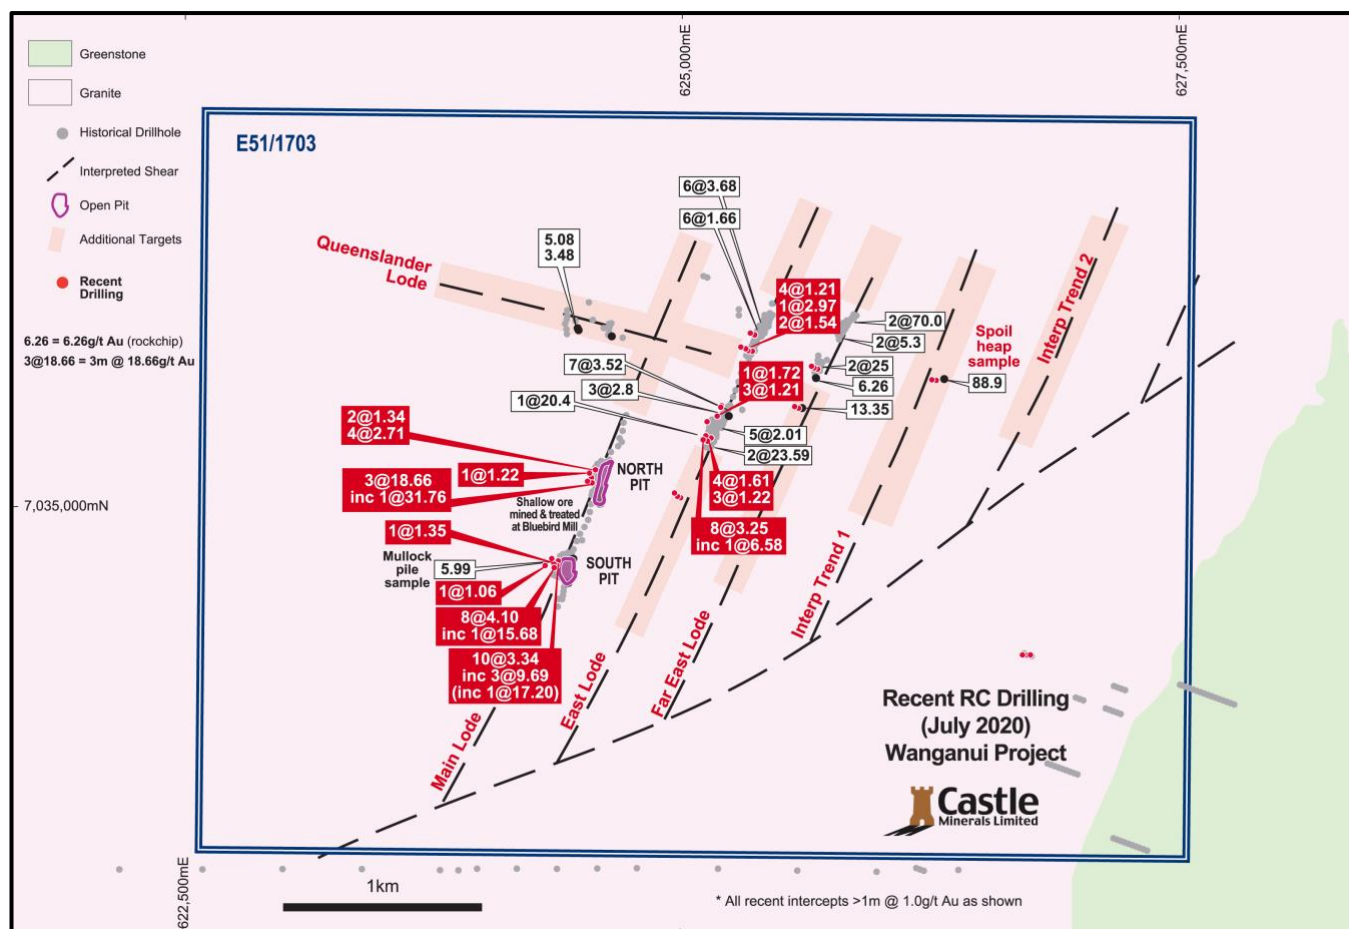 625,000mE
627,500mE
Greenstone
Granite
Historical Drillhole
Interpreted Shear
Open Pit
Additional Targets
Recent
Drilling
6.26 = 6.26g/t Au (rockchip)
3@18.66 = 3m @ 18.66g/t Au
E51/1703
6@3.68
6@1.66
5.08
3.48
Queenslander
Lode
4@1.21
1@2.97
2@1.54
2@70.0
2@5.3
Spoil
heap
sample
Interp Trend 2
7@3.52
3@2.8
1@20.4
1@1.72
3@1.21
2@25
6.26
88.9
13.35
2@1.34
4@2.71
5@2.01
2@23.59
1@1.22
3@18.66
inc 1@31.76
NORTH
PIT
4@1.61
3@1.22
7,035,000mN
Shallow ore
mined & treated
at Bluebird Mill
8@3.25
inc 1@6.58
1@1.35
Mullock
pile
sample
5.99
SOUTH
PIT
1@1.06
8@4.10
inc 1@15.68
10@3.34
inc 3@9.69
(inc 1@17.20)
Main Lode
East Lode
Far East Lode
Interp Trend 1
Recent RC Drilling
(July 2020)
Wanganui Project
Castle
Minerals Limited
622,500mE
1km
* All recent intercepts >1m @ 1.0g/t Au as shown